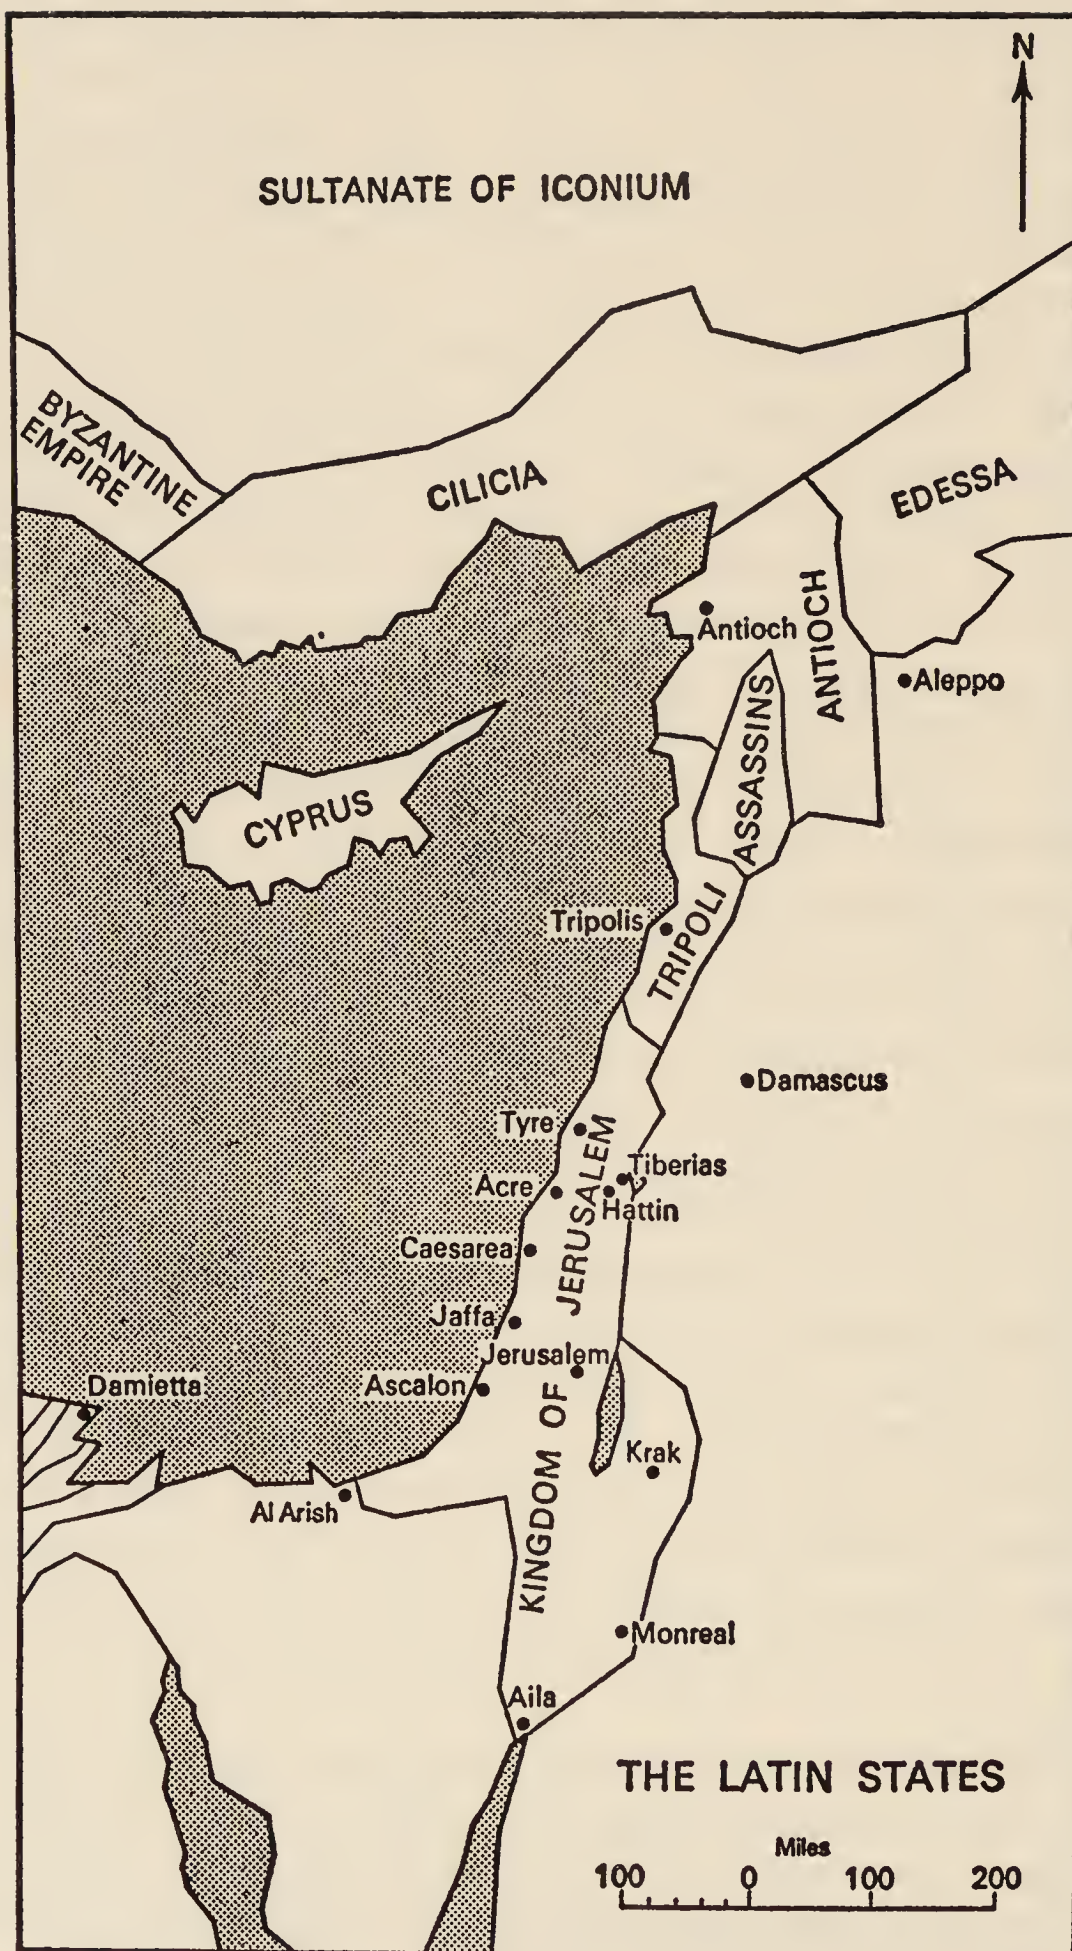 N
SULTANATE OF ICONIUM
BYZANTINE
EMPIRE
CILICIA
EDESSA
ANTIOCH
Antioch
Aleppo
ASSASSINS
CYPRUS
Tripolis
TRIPOLI
Damascus
Tyre
Tiberias
Acre
Hattin
Caesarea
KINGDOM OF JERUSALEM
Jaffa
Jerusalem
Damietta
Ascalon
Krak
Al Arish
Monreal
Aila
THE LATIN STATES
Miles
100 0 100 200